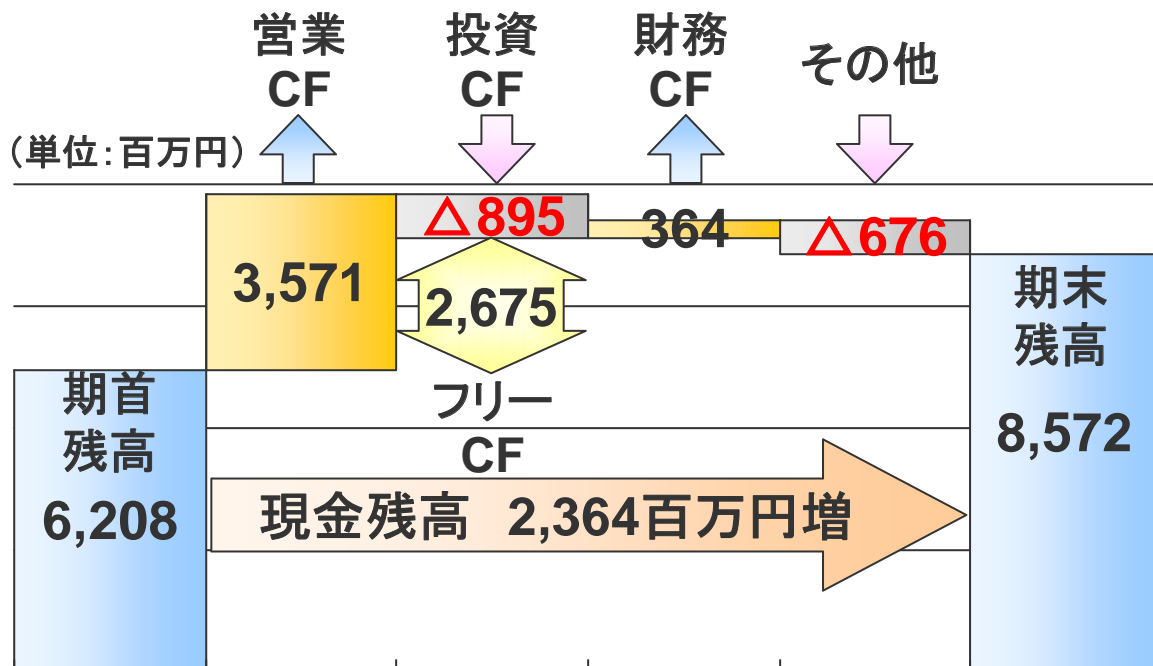 営業
CF
投資
CF
財務
CF
その他
（単位：百万円）
3,571
△895
364
△676
2,675
フリー
CF
期首
残高
6,208
期末
残高
8,572
現金残高　2,364百万円増